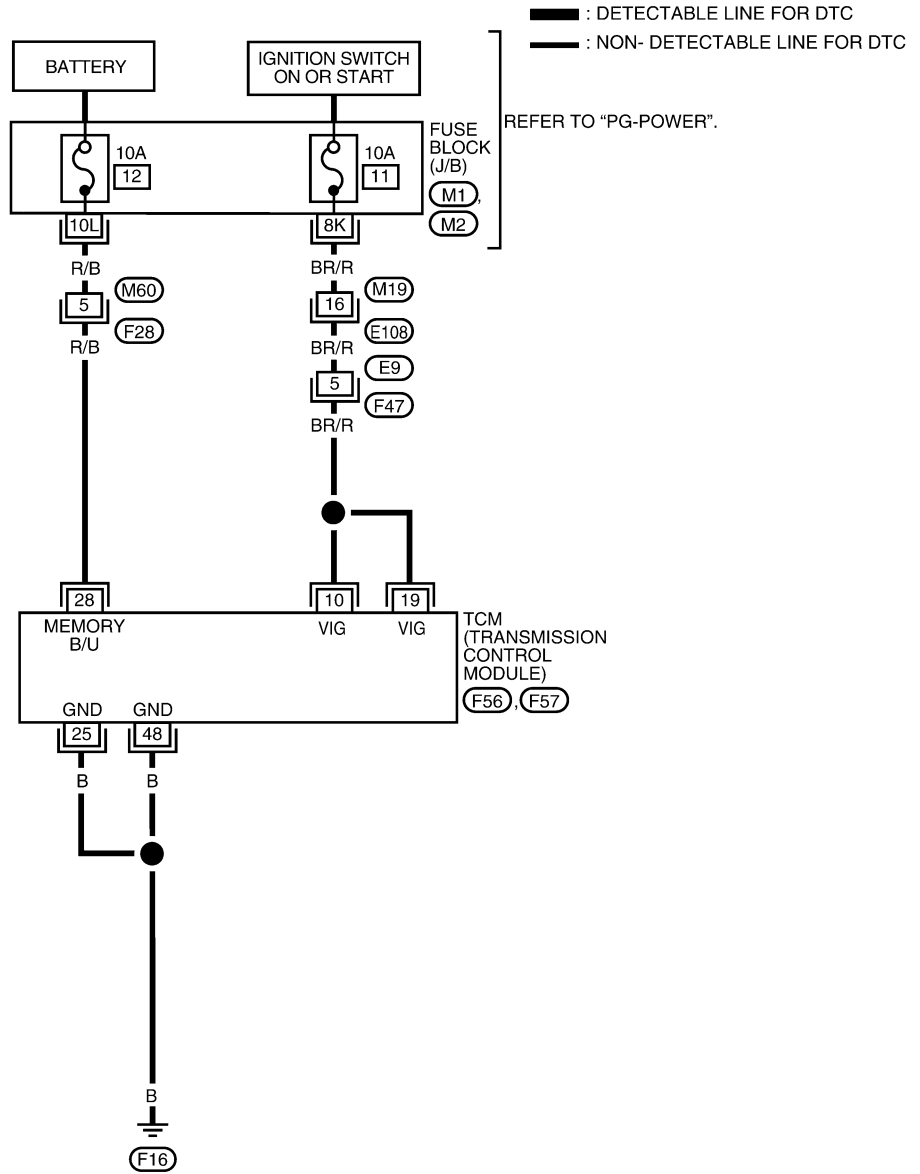 : DETECTABLE LINE FOR DTC
: NON- DETECTABLE LINE FOR DTC
BATTERY
IGNITION SWITCH
ON OR START
REFER TO “PG-POWER”.
FUSE
BLOCK
(J/B)
M1,
M2
10A
12
10A
11
10L
8K
R/B
BR/R
M60
M19
5
16
F28
E108
R/B
BR/R
E9
5
F47
BR/R
28
10
19
MEMORY
B/U
VIG
VIG
TCM
(TRANSMISSION
CONTROL
MODULE)
F56, F57
GND
GND
25
48
B
B
B
F16